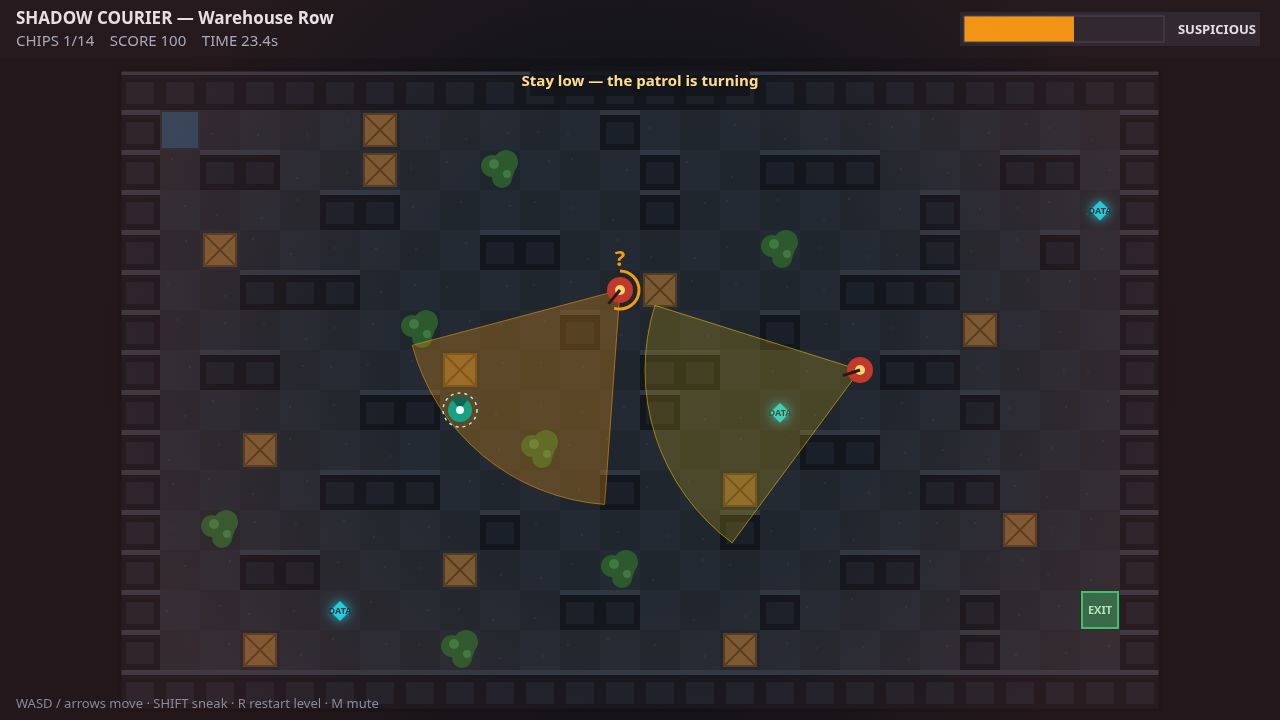 SHADOW COURIER — Warehouse Row
CHIPS 1/14 SCORE 100 TIME 23.4s
SUSPICIOUS
Stay low — the patrol is turning
DATA
?
DATA
DATA
EXIT
WASD / arrows move · SHIFT sneak · R restart level · M mute